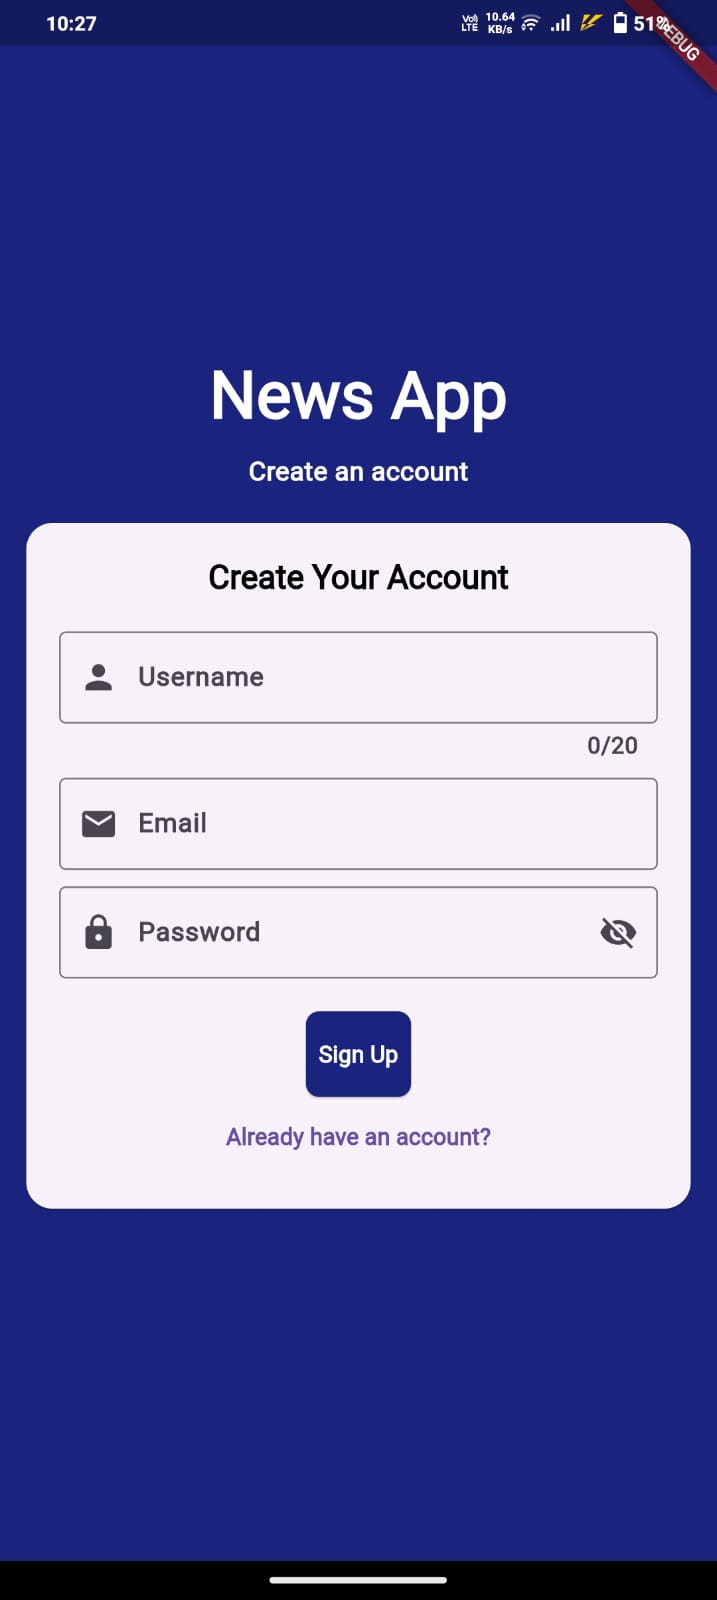 10:27
Vo) LTE 10.64 KB/s 51%
DEBUG
News App
Create an account
Create Your Account
Username
0/20
Email
Password
Sign Up
Already have an account?